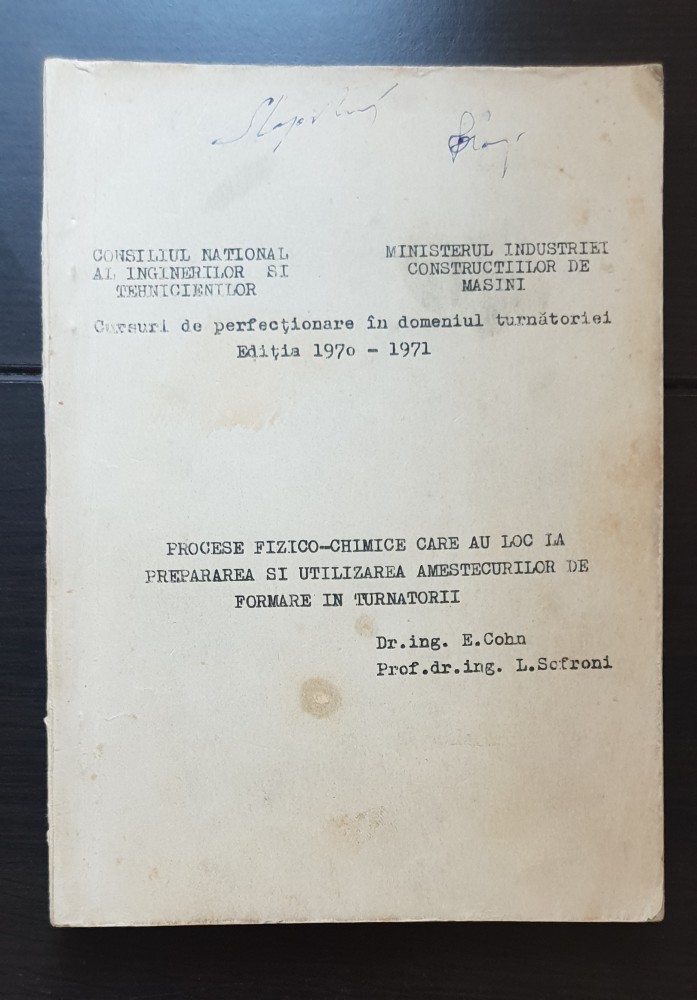 CONSILIUL NATIONAL
AL INGINERILOR SI
TEHNICIENILOR
MINISTERUL INDUSTRIEI
CONSTRUCTIILOR DE
MASINI
Cursuri de perfecţionare în domeniul turnătoriei
Ediţia 197o - 1971
PROCESE FIZICO-CHIMICE CARE AU LOC LA
PREPARAREA SI UTILIZAREA AMESTECURILOR DE
FORMARE IN TURNATORII
Dr.ing. E.Cohn
Prof.dr.ing. L.Sofroni